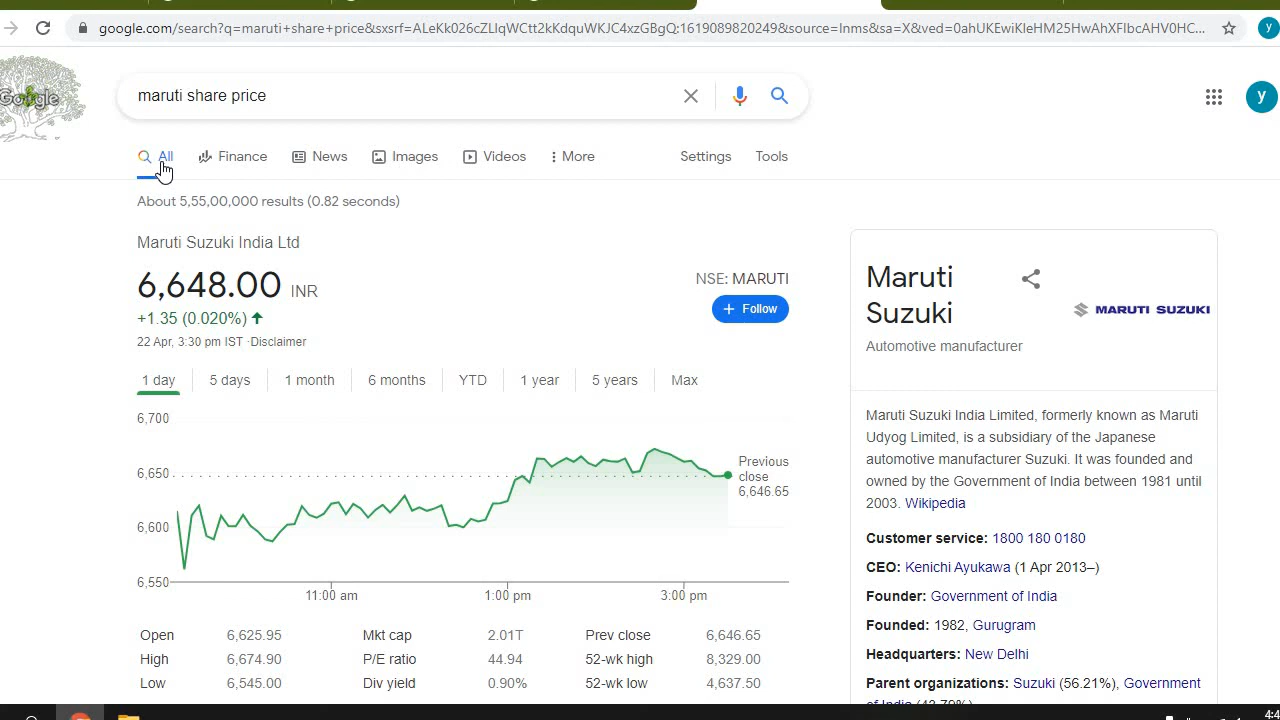 google.com/search?q=maruti+share+price&sxsrf=ALeKk026cZLIqWCtt2kKdquWKJC4xzGBgQ:1619089820249&source=lnms&sa=X&ved=0ahUKEwiKleHM25HwAhXFIbcAHV0HC...
y
Google
maruti share price
y
All Finance News Images Videos More Settings Tools
About 5,55,00,000 results (0.82 seconds)
Maruti Suzuki India Ltd
6,648.00 INR
+1.35 (0.020%)
22 Apr, 3:30 pm IST ·Disclaimer
NSE: MARUTI
+ Follow
1 day 5 days 1 month 6 months YTD 1 year 5 years Max
6,700
6,650
6,600
6,550
Previous
close
6,646.65
11:00 am 1:00 pm 3:00 pm
Open 6,625.95 Mkt cap 2.01T Prev close 6,646.65
High 6,674.90 P/E ratio 44.94 52-wk high 8,329.00
Low 6,545.00 Div yield 0.90% 52-wk low 4,637.50
Maruti
Suzuki
MARUTI SUZUKI
Automotive manufacturer
Maruti Suzuki India Limited, formerly known as Maruti
Udyog Limited, is a subsidiary of the Japanese
automotive manufacturer Suzuki. It was founded and
owned by the Government of India between 1981 until
2003. Wikipedia
Customer service: 1800 180 0180
CEO: Kenichi Ayukawa (1 Apr 2013–)
Founder: Government of India
Founded: 1982, Gurugram
Headquarters: New Delhi
Parent organizations: Suzuki (56.21%), Government
of India